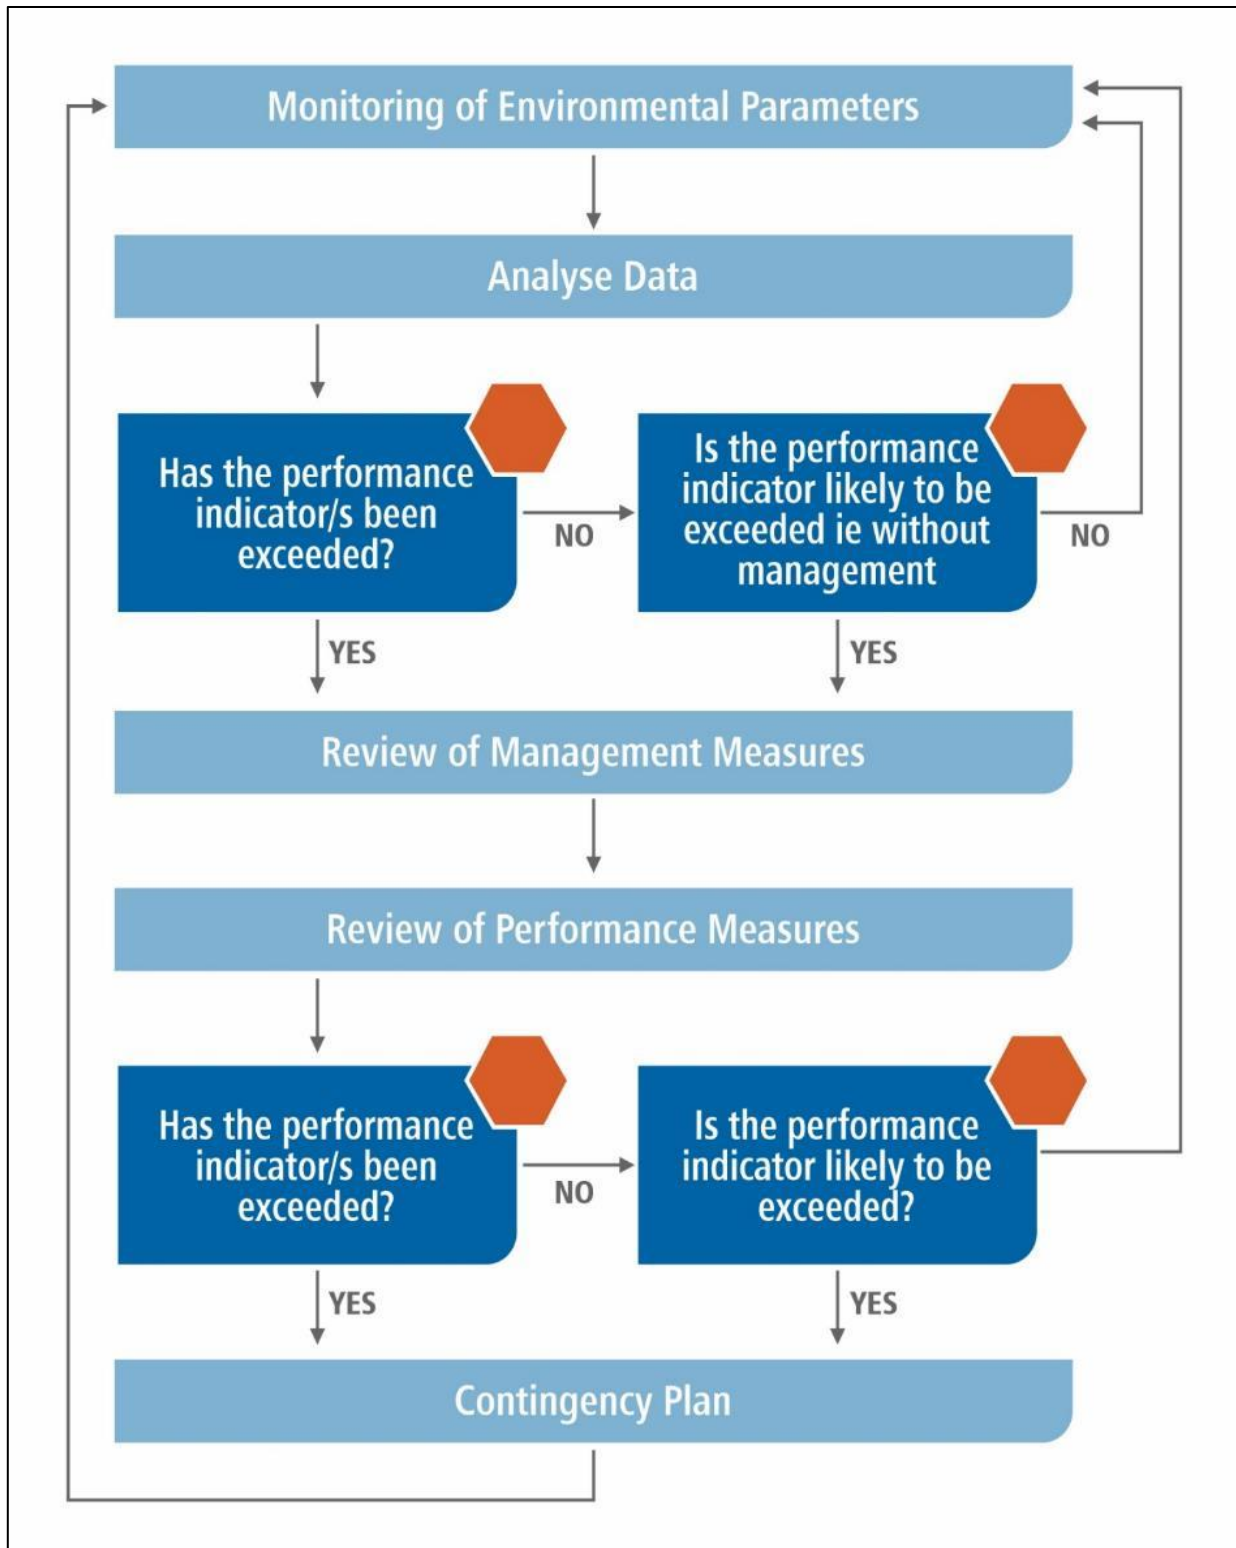 Monitoring of Environmental Parameters
Analyse Data
Has the performance
indicator/s been
exceeded?
NO
Is the performance
indicator likely to be
exceeded ie without
management
NO
YES
YES
Review of Management Measures
Review of Performance Measures
Has the performance
indicator/s been
exceeded?
NO
Is the performance
indicator likely to be
exceeded?
YES
YES
Contingency Plan